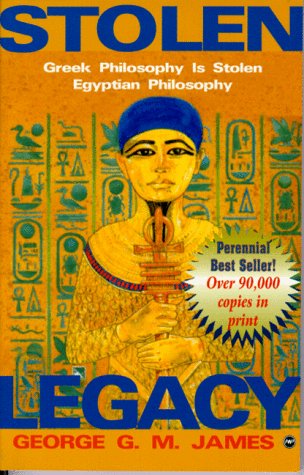 STOLEN
Greek Philosophy Is Stolen
Egyptian Philosophy
Perennial
Best Seller!
Over 90,000
copies in
print
LEGACY
GEORGE G. M. JAMES